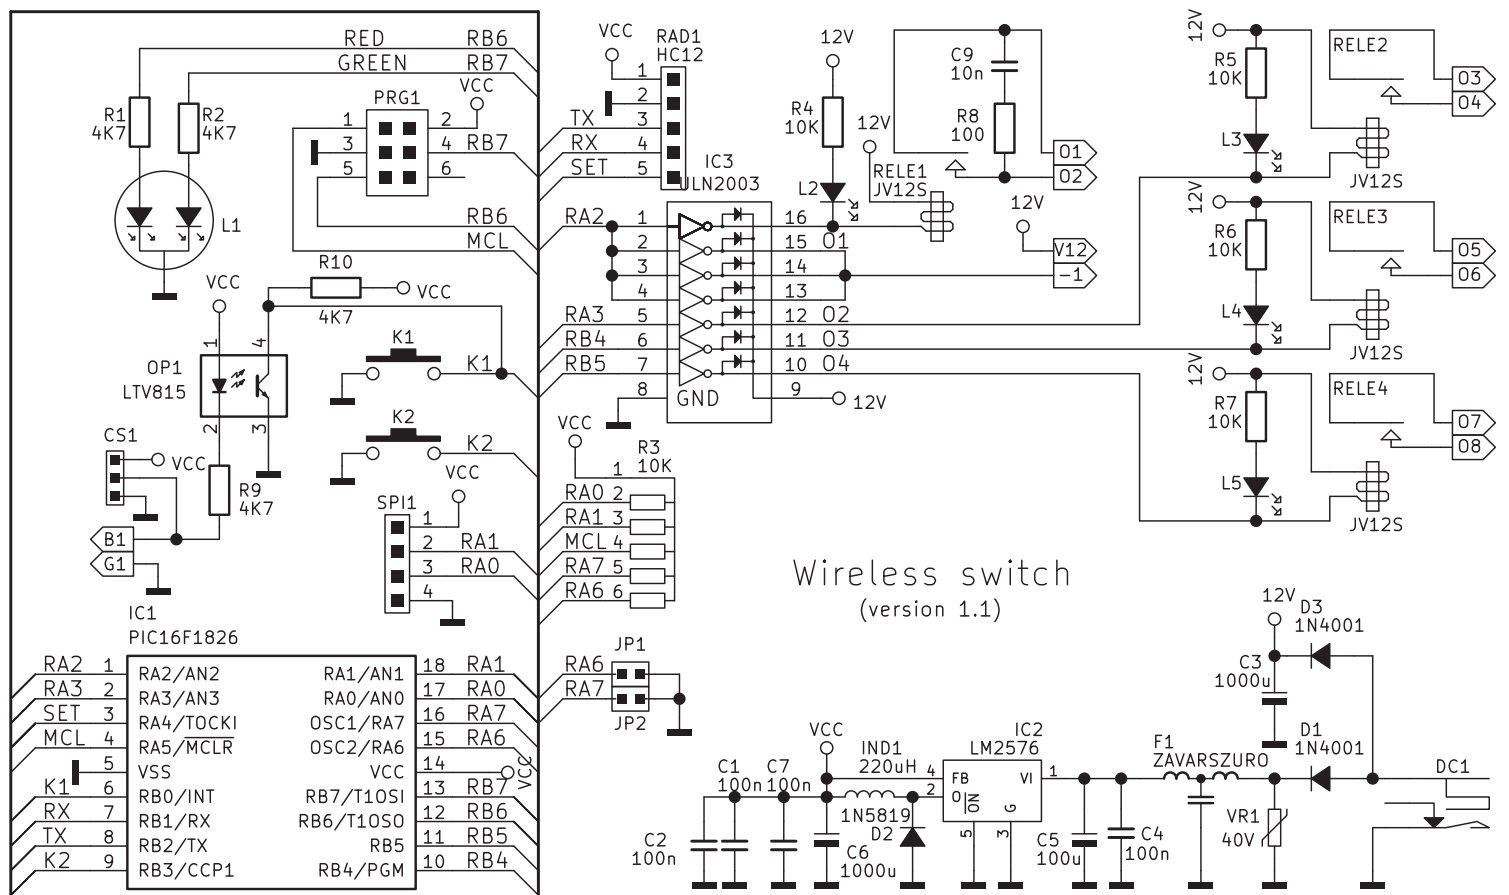 RED RB6
GREEN RB7
VCC
R1
4K7
R2
4K7
PRG1
1 2
3 4 RB7
5 6
L1
RB6
MCL
VCC
R10
4K7
VCC
1 4
OP1
LTV815
2 3
K1
K1
K2
K2
CS1
VCC
R9
4K7
B1
G1
SPI1
VCC
1
2 RA1
3 RA0
4
IC1
PIC16F1826
RA2 1 RA2/AN2 RA1/AN1 18 RA1
RA3 2 RA3/AN3 RA0/AN0 17 RA0
SET 3 RA4/TOCKI OSC1/RA7 16 RA7
MCL 4 RA5/MCLR OSC2/RA6 15 RA6
5 VSS VCC 14 VCC
K1 6 RB0/INT RB7/T1OSI 13 RB7
RX 7 RB1/RX RB6/T1OSO 12 RB6
TX 8 RB2/TX RB5 11 RB5
K2 9 RB3/CCP1 RB4/PGM 10 RB4
VCC
RAD1
HC12
1
2
TX 3
RX 4
SET 5
IC3
ULN2003
RA2 1 16
2 15 O1
3 14
4 13
RA3 5 12 O2
RB4 6 11 O3
RB5 7 10 O4
8 GND 9 12V
12V
R4
10K
L2
12V
RELE1
JV12S
C9
10n
R8
100
O1
O2
12V
V12
-1
VCC
R3
10K
1
RA0 2
RA1 3
MCL 4
RA7 5
RA6 6
JP1
RA6
RA7
JP2
12V
R5
10K
L3
RELE2
O3
O4
JV12S
12V
R6
10K
L4
RELE3
O5
O6
JV12S
12V
R7
10K
L5
RELE4
O7
O8
JV12S
Wireless switch
(version 1.1)
12V D3
1N4001
C3
1000u
VCC
C1 C7
100n 100n
C2
100n
IND1
220uH
1N5819
D2
C6
1000u
IC2
LM2576
4 FB VI 1
2 O
ON G
5 3
C5
100u
C4
100n
F1
ZAVARSZURO
D1
1N4001
VR1
40V
DC1